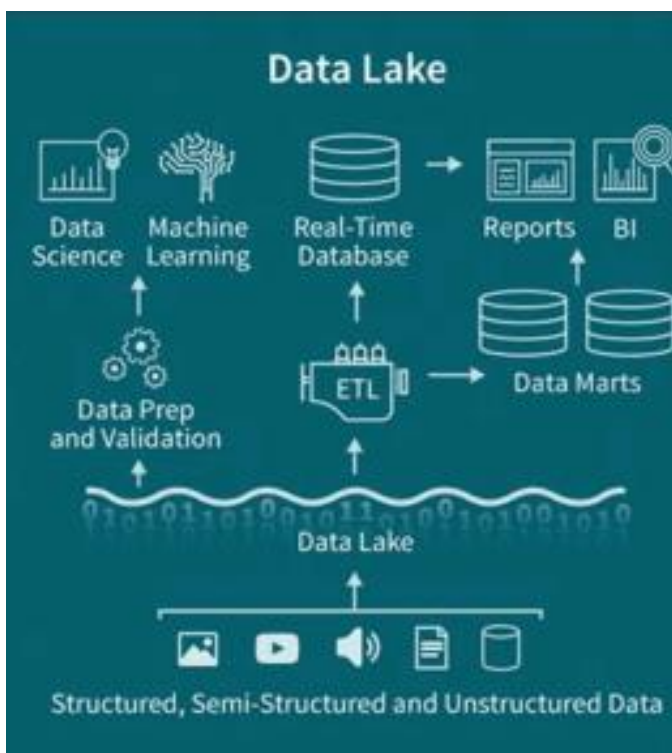 Data Lake
Data
Science
Machine
Learning
Real-Time
Database
Reports
BI
Data Prep
and Validation
ETL
Data Marts
Data Lake
Structured, Semi-Structured and Unstructured Data